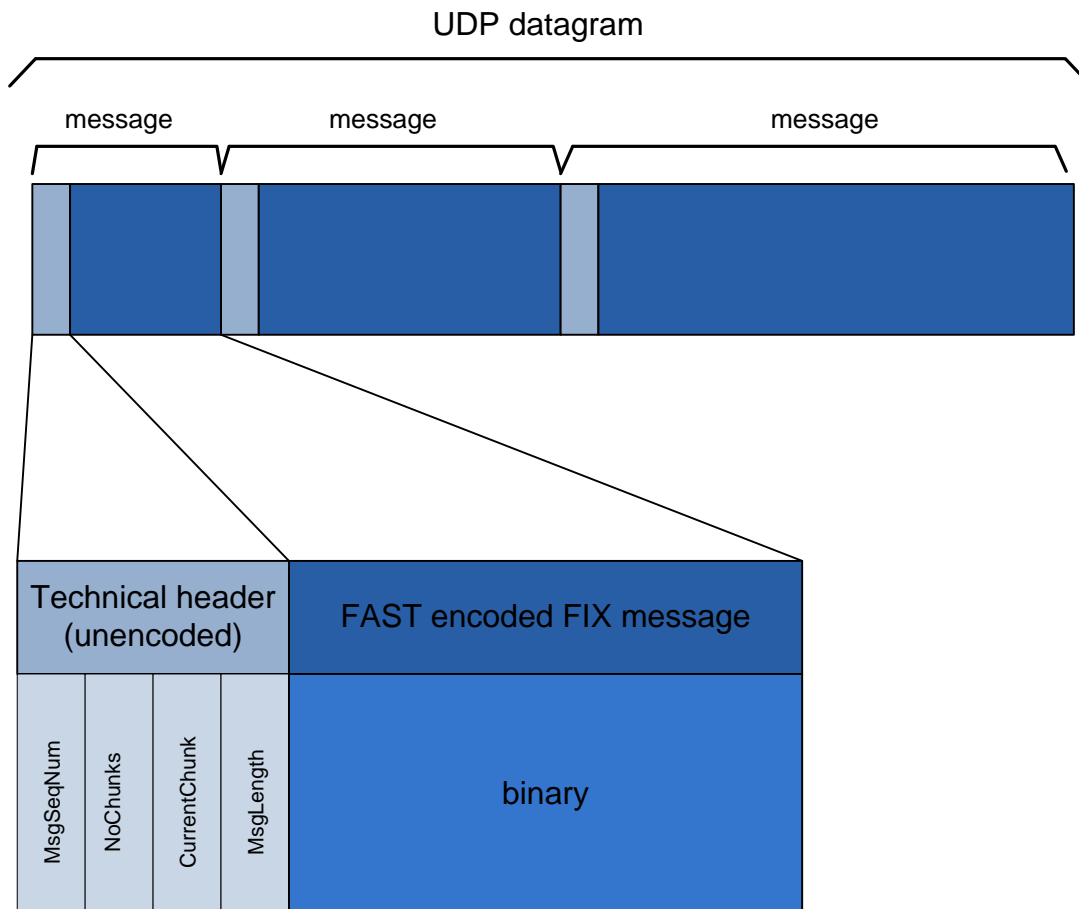 UDP datagram
message
message
message
Technical header
(unencoded)
FAST encoded FIX message
MsgSeqNum
NoChunks
CurrentChunk
MsgLength
binary